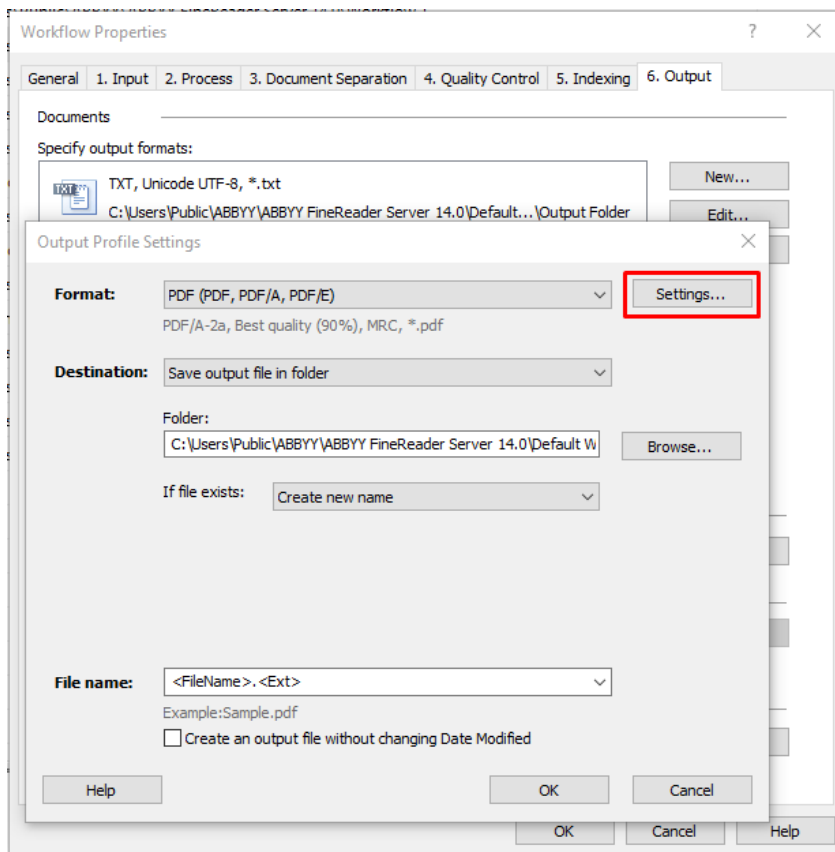 Workflow Properties
?
General 1. Input 2. Process 3. Document Separation 4. Quality Control 5. Indexing 6. Output
Documents
Specify output formats:
TXT TXT, Unicode UTF-8, *.txt
New...
C:\Users\Public\ABBYY\ABBYY FineReader Server 14.0\Default...\Output Folder
Edit...
Output Profile Settings
Format: PDF (PDF, PDF/A, PDF/E) Settings...
PDF/A-2a, Best quality (90%), MRC, *.pdf
Destination: Save output file in folder
Folder:
C:\Users\Public\ABBYY\ABBYY FineReader Server 14.0\Default W Browse...
If file exists: Create new name
File name: <FileName>.<Ext>
Example:Sample.pdf
Create an output file without changing Date Modified
Help OK Cancel
OK Cancel Help